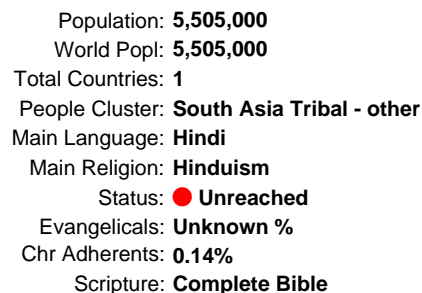 Population: 5,505,000
World Popl: 5,505,000
Total Countries: 1
People Cluster: South Asia Tribal - other
Main Language: Hindi
Main Religion: Hinduism
Status: Unreached
Evangelicals: Unknown %
Chr Adherents: 0.14%
Scripture: Complete Bible